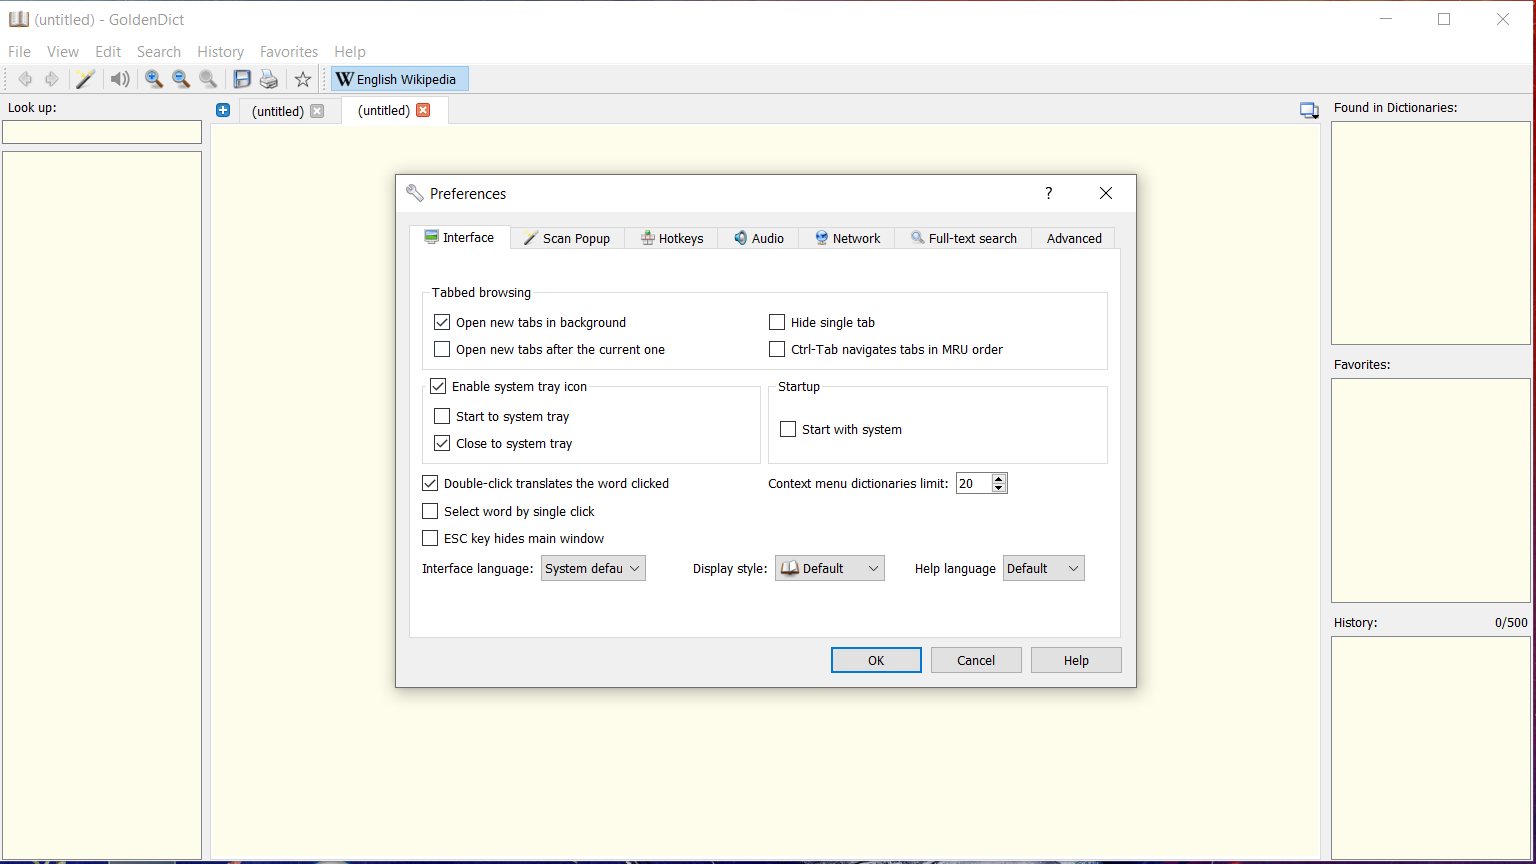 (untitled) - GoldenDict
File View Edit Search History Favorites Help
W English Wikipedia
Look up:
(untitled)
(untitled)
Found in Dictionaries:
Favorites:
History: 0/500
Preferences
?
Interface Scan Popup Hotkeys Audio Network Full-text search Advanced
Tabbed browsing
Open new tabs in background
Hide single tab
Open new tabs after the current one
Ctrl-Tab navigates tabs in MRU order
Enable system tray icon
Start to system tray
Close to system tray
Startup
Start with system
Double-click translates the word clicked
Context menu dictionaries limit: 20
Select word by single click
ESC key hides main window
Interface language: System defau
Display style: Default
Help language Default
OK Cancel Help